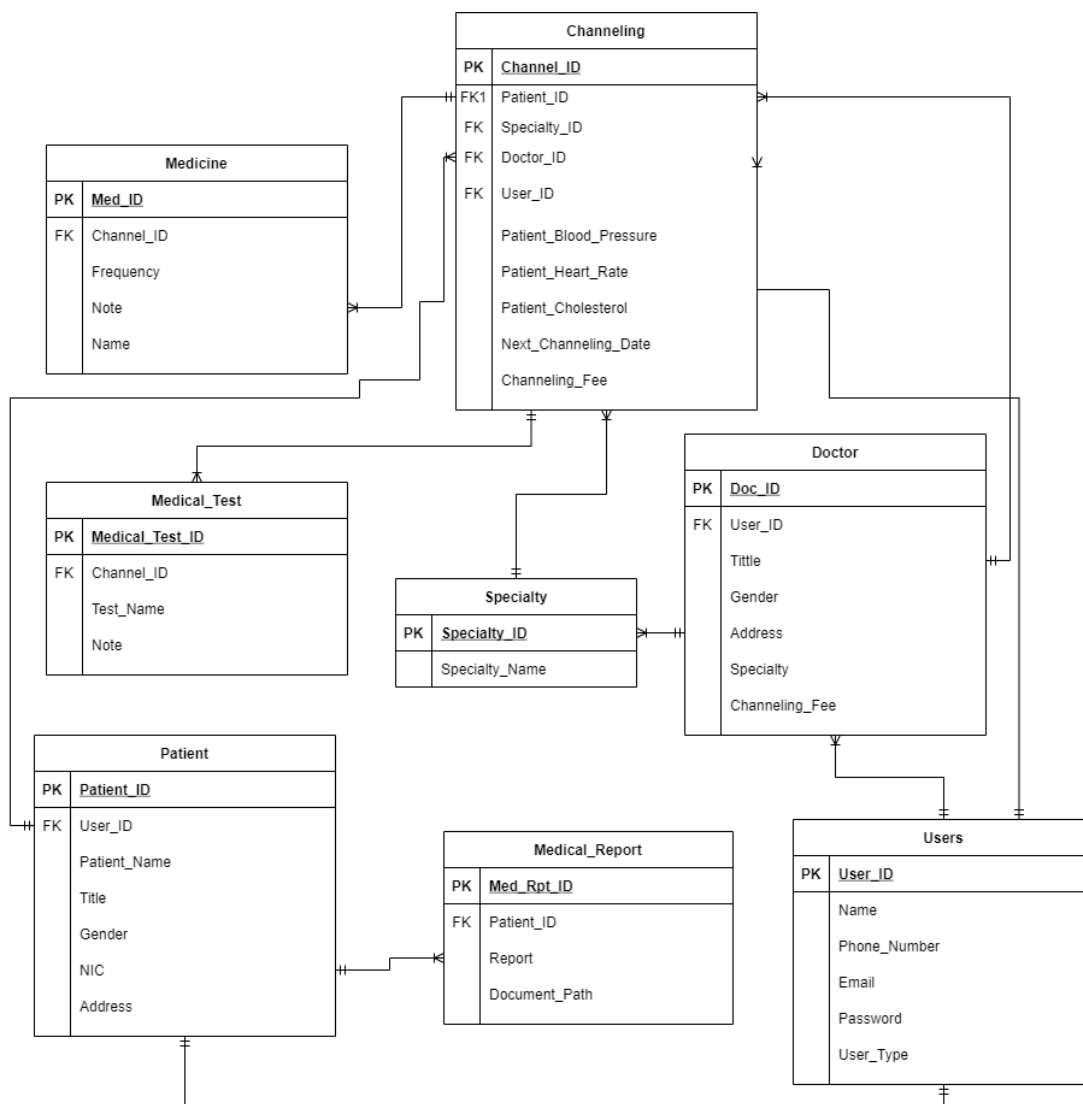 Channeling
PK Channel_ID
FK1 Patient_ID
FK Specialty_ID
FK Doctor_ID
FK User_ID
Patient_Blood_Pressure
Patient_Heart_Rate
Patient_Cholesterol
Next_Channeling_Date
Channeling_Fee
Medicine
PK Med_ID
FK Channel_ID
Frequency
Note
Name
Medical_Test
PK Medical_Test_ID
FK Channel_ID
Test_Name
Note
Doctor
PK Doc_ID
FK User_ID
Tittle
Gender
Address
Specialty
Channeling_Fee
Specialty
PK Specialty_ID
Specialty_Name
Patient
PK Patient_ID
FK User_ID
Patient_Name
Title
Gender
NIC
Address
Medical_Report
PK Med_Rpt_ID
FK Patient_ID
Report
Document_Path
Users
PK User_ID
Name
Phone_Number
Email
Password
User_Type